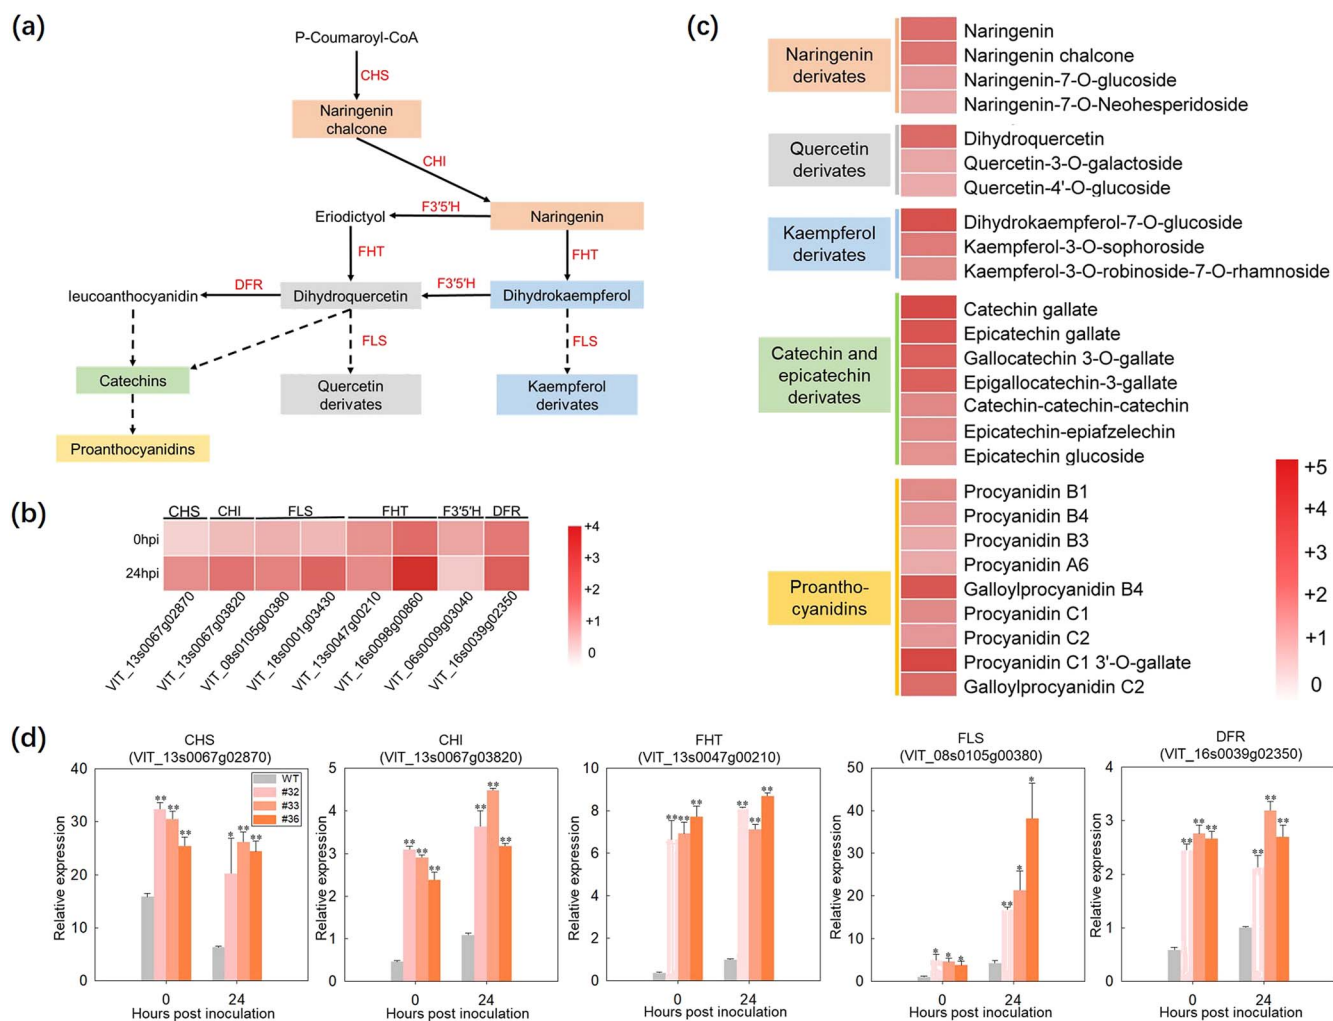 (a)
P-Coumaroyl-CoA
CHS
Naringenin
chalcone
CHI
Eriodictyol
F3'5'H
Naringenin
FHT
FHT
leucoanthocyanidin
DFR
Dihydroquercetin
F3'5'H
Dihydrokaempferol
FLS
FLS
Catechins
Quercetin
derivates
Kaempferol
derivates
Proanthocyanidins
(b)
CHS CHI FLS FHT F3'5'H DFR
0hpi
24hpi
+4
+3
+2
+1
0
VIT_13s0067g02870
VIT_13s0067g03820
VIT_08s0105g00380
VIT_18s0001g03430
VIT_13s0047g00210
VIT_16s0098g00860
VIT_06s0009g03040
VIT_16s0039g02350
(c)
Naringenin
derivates
Naringenin
Naringenin chalcone
Naringenin-7-O-glucoside
Naringenin-7-O-Neohesperidoside
Quercetin
derivates
Dihydroquercetin
Quercetin-3-O-galactoside
Quercetin-4'-O-glucoside
Kaempferol
derivates
Dihydrokaempferol-7-O-glucoside
Kaempferol-3-O-sophoroside
Kaempferol-3-O-robinoside-7-O-rhamnoside
Catechin and
epicatechin
derivates
Catechin gallate
Epicatechin gallate
Gallocatechin 3-O-gallate
Epigallocatechin-3-gallate
Catechin-catechin-catechin
Epicatechin-epiafzelechin
Epicatechin glucoside
Proantho-
cyanidins
Procyanidin B1
Procyanidin B4
Procyanidin B3
Procyanidin A6
Galloylprocyanidin B4
Procyanidin C1
Procyanidin C2
Procyanidin C1 3'-O-gallate
Galloylprocyanidin C2
+5
+3
+2
+1
0
(d)
CHS
(VIT_13s0067g02870)
Relative expression
40
30
20
10
0
WT
#32
#33
#36
** ** **
* ** **
0 24
Hours post inoculation
CHI
(VIT_13s0067g03820)
Relative expression
5
4
3
2
1
0
** ** **
** ** **
0 24
Hours post inoculation
FHT
(VIT_13s0047g00210)
Relative expression
10
8
6
4
2
0
** ** **
** ** **
0 24
Hours post inoculation
FLS
(VIT_08s0105g00380)
Relative expression
50
40
30
20
10
0
* * *
** * *
0 24
Hours post inoculation
DFR
(VIT_16s0039g02350)
Relative expression
4
3
2
1
0
** ** **
** ** **
0 24
Hours post inoculation